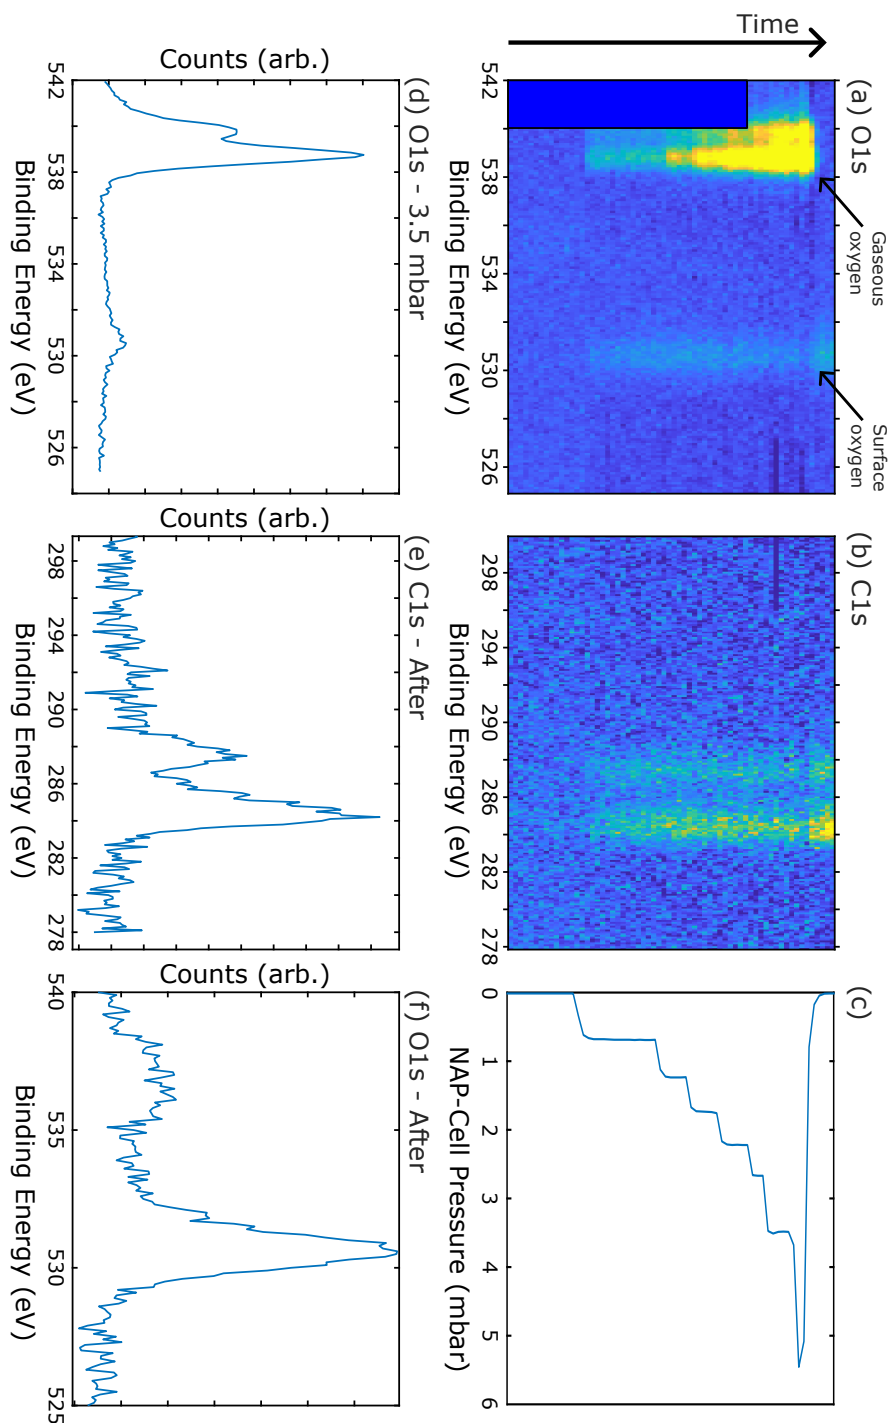 Time
(a) O1s
Gaseous
oxygen
Surface
oxygen
542 538 534 530 526
Binding Energy (eV)
(b) C1s
298 294 290 286 282 278
Binding Energy (eV)
(c)
0 1 2 3 4 5 6
NAP-Cell Pressure (mbar)
(d) O1s - 3.5 mbar
Counts (arb.)
542 538 534 530 526
Binding Energy (eV)
(e) C1s - After
Counts (arb.)
298 294 290 286 282 278
Binding Energy (eV)
(f) O1s - After
Counts (arb.)
540 535 530 525
Binding Energy (eV)